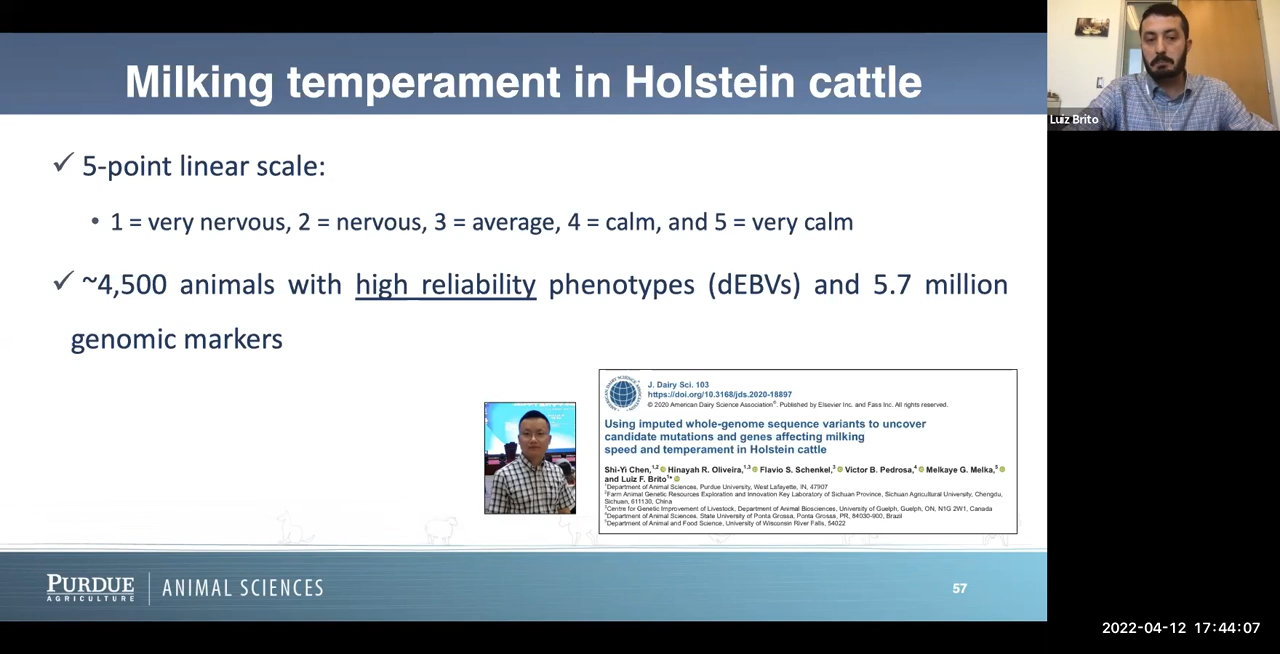 Milking temperament in Holstein cattle
Luiz Brito
✓ 5-point linear scale:
• 1 = very nervous, 2 = nervous, 3 = average, 4 = calm, and 5 = very calm
✓ ~4,500 animals with high reliability phenotypes (dEBVs) and 5.7 million
genomic markers
J. Dairy Sci. 103
https://doi.org/10.3168/jds.2020-18897
© 2020 American Dairy Science Association®. Published by Elsevier Inc. and Fass Inc. All rights reserved.
Using imputed whole-genome sequence variants to uncover
candidate mutations and genes affecting milking
speed and temperament in Holstein cattle
Shi-Yi Chen,1,2 Hinayah R. Oliveira,1,3 Flavio S. Schenkel,3 Victor B. Pedrosa,4 Melkaye G. Melka,5
and Luiz F. Brito1*
1Department of Animal Sciences, Purdue University, West Lafayette, IN, 47907
2Farm Animal Genetic Resources Exploration and Innovation Key Laboratory of Sichuan Province, Sichuan Agricultural University, Chengdu,
Sichuan, 611130, China
3Centre for Genetic Improvement of Livestock, Department of Animal Biosciences, University of Guelph, Guelph, ON, N1G 2W1, Canada
4Department of Animal Sciences, State University of Ponta Grossa, Ponta Grossa, PR, 84030-900, Brazil
5Department of Animal and Food Science, University of Wisconsin River Falls, 54022
PURDUE
AGRICULTURE
ANIMAL SCIENCES
57
2022-04-12 17:44:07